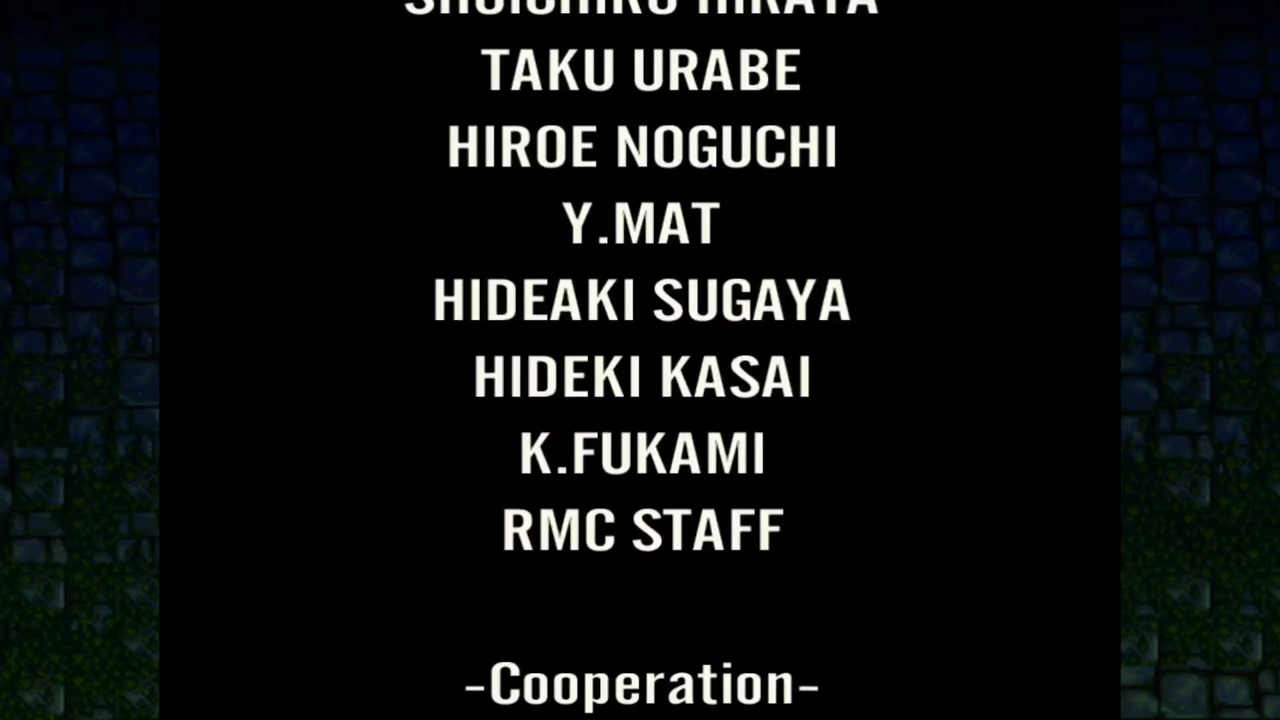 TAKU URABE
HIROE NOGUCHI
Y.MAT
HIDEAKI SUGAYA
HIDEKI KASAI
K.FUKAMI
RMC STAFF
-Cooperation-